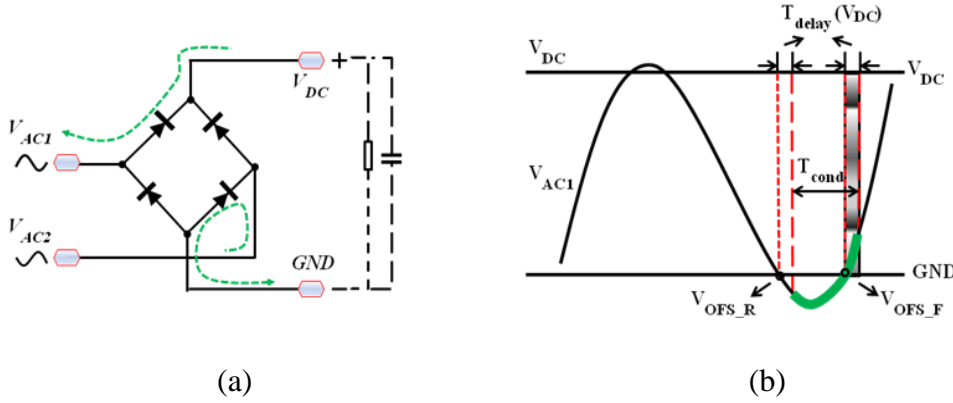 V_AC1
V_AC2
V_DC
+
GND
(a)
T_delay (V_DC)
V_DC
V_DC
V_AC1
T_cond
GND
V_OFS_R
V_OFS_F
(b)